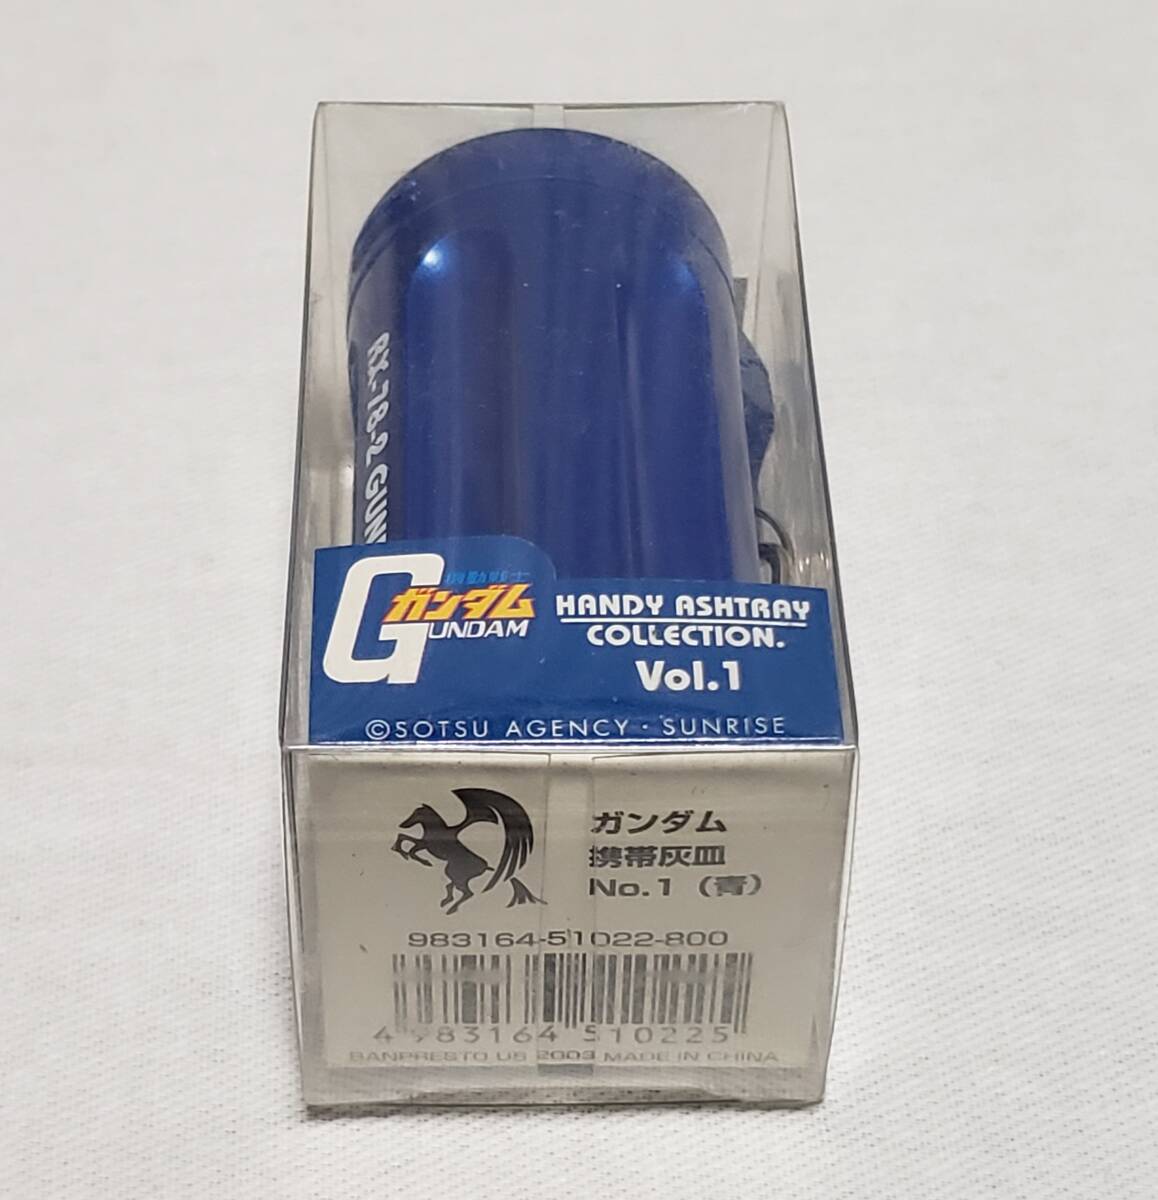 RX-78-2 GUN
機動戦士
ガンダム
GUNDAM
HANDY ASHTRAY
COLLECTION.
Vol.1
©SOTSU AGENCY・SUNRISE
ガンダム
携帯灰皿
No.1（青）
983164-51022-800
4 983164 510225
BANPRESTO US 2003 MADE IN CHINA